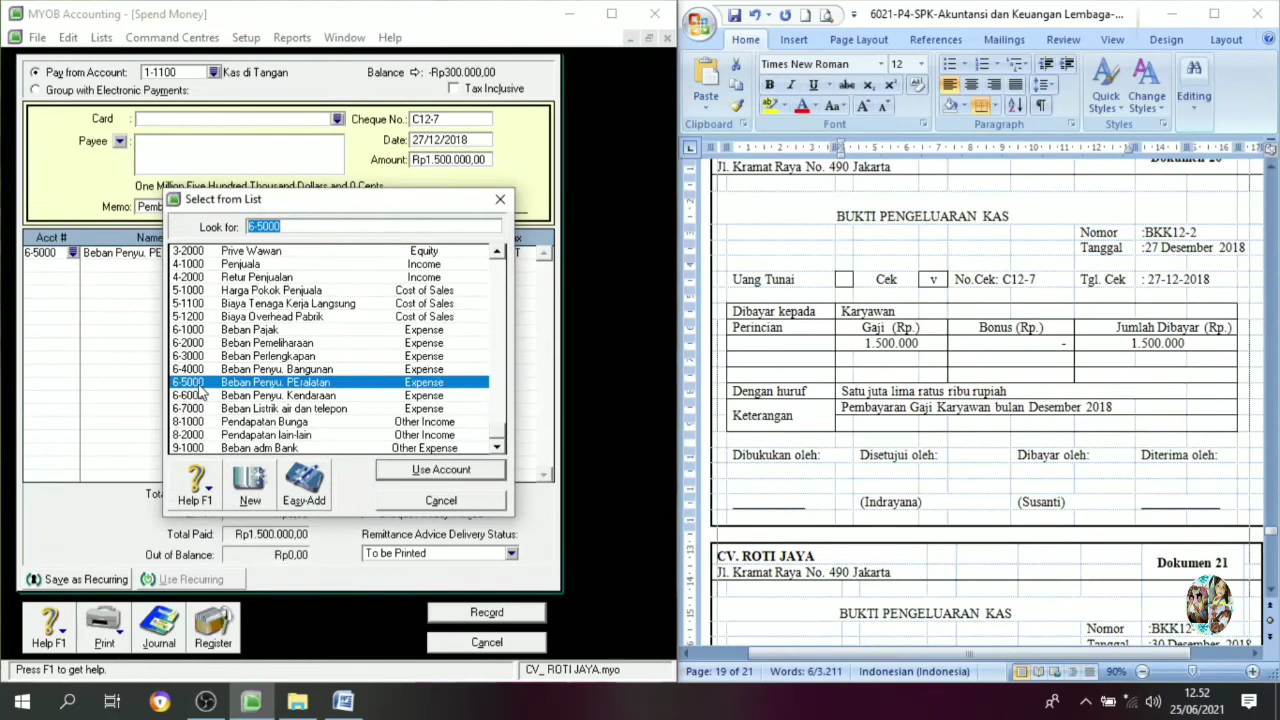 MYOB Accounting - [Spend Money]
File Edit Lists Command Centres Setup Reports Window Help
Pay from Account: 1-1100 Kas di Tangan Balance : -Rp300.000,00
Group with Electronic Payments: Tax Inclusive
Card : Cheque No.: C12-7
Payee : Date: 27/12/2018
Amount: Rp1.500.000,00
One Million Five Hundred Thousand Dollars and 0 Cents
Memo: Pemb
Acct # Name
6-5000 Beban Penyu. PE
Select from List
Look for: 6-5000
3-2000 Prive Wawan Equity
4-1000 Penjuala Income
4-2000 Retur Penjualan Income
5-1000 Harga Pokok Penjuala Cost of Sales
5-1100 Biaya Tenaga Kerja Langsung Cost of Sales
5-1200 Biaya Overhead Pabrik Cost of Sales
6-1000 Beban Pajak Expense
6-2000 Beban Pemeliharaan Expense
6-3000 Beban Perlengkapan Expense
6-4000 Beban Penyu. Bangunan Expense
6-5000 Beban Penyu. PEralatan Expense
6-6000 Beban Penyu. Kendaraan Expense
6-7000 Beban Listrik air dan telepon Expense
8-1000 Pendapatan Bunga Other Income
8-2000 Pendapatan lain-lain Other Income
9-1000 Beban adm Bank Other Expense
Help F1 New Easy-Add Use Account
Cancel
Total Paid: Rp1.500.000,00 Remittance Advice Delivery Status:
Out of Balance: Rp0,00 To be Printed
Save as Recurring Use Recurring
Help F1 Print Journal Register Record
Cancel
Press F1 to get help. CV_ ROTI JAYA.myo
6021-P4-SPK-Akuntansi dan Keuangan Lembaga-...
Home Insert Page Layout References Mailings Review View Design Layout
Times New Roman 12
Paste Quick Styles Change Styles Editing
Clipboard Font Paragraph Styles
Dokumen 20
Jl. Kramat Raya No. 490 Jakarta
BUKTI PENGELUARAN KAS
Nomor :BKK12-2
Tanggal :27 Desember 2018
Uang Tunai Cek v No.Cek: C12-7 Tgl. Cek : 27-12-2018
Dibayar kepada Karyawan
Perincian Gaji (Rp.) Bonus (Rp.) Jumlah Dibayar (Rp.)
1.500.000 - 1.500.000
Dengan huruf Satu juta lima ratus ribu rupiah
Keterangan Pembayaran Gaji Karyawan bulan Desember 2018
Dibukukan oleh: Disetujui oleh: Dibayar oleh: Diterima oleh:
(Indrayana) (Susanti)
CV. ROTI JAYA Dokumen 21
Jl. Kramat Raya No. 490 Jakarta
BUKTI PENGELUARAN KAS
Nomor :BKK12-
Tanggal :30 Desember 2018
Page: 19 of 21 Words: 6/3.211 Indonesian (Indonesia) 90%
12.52
25/06/2021